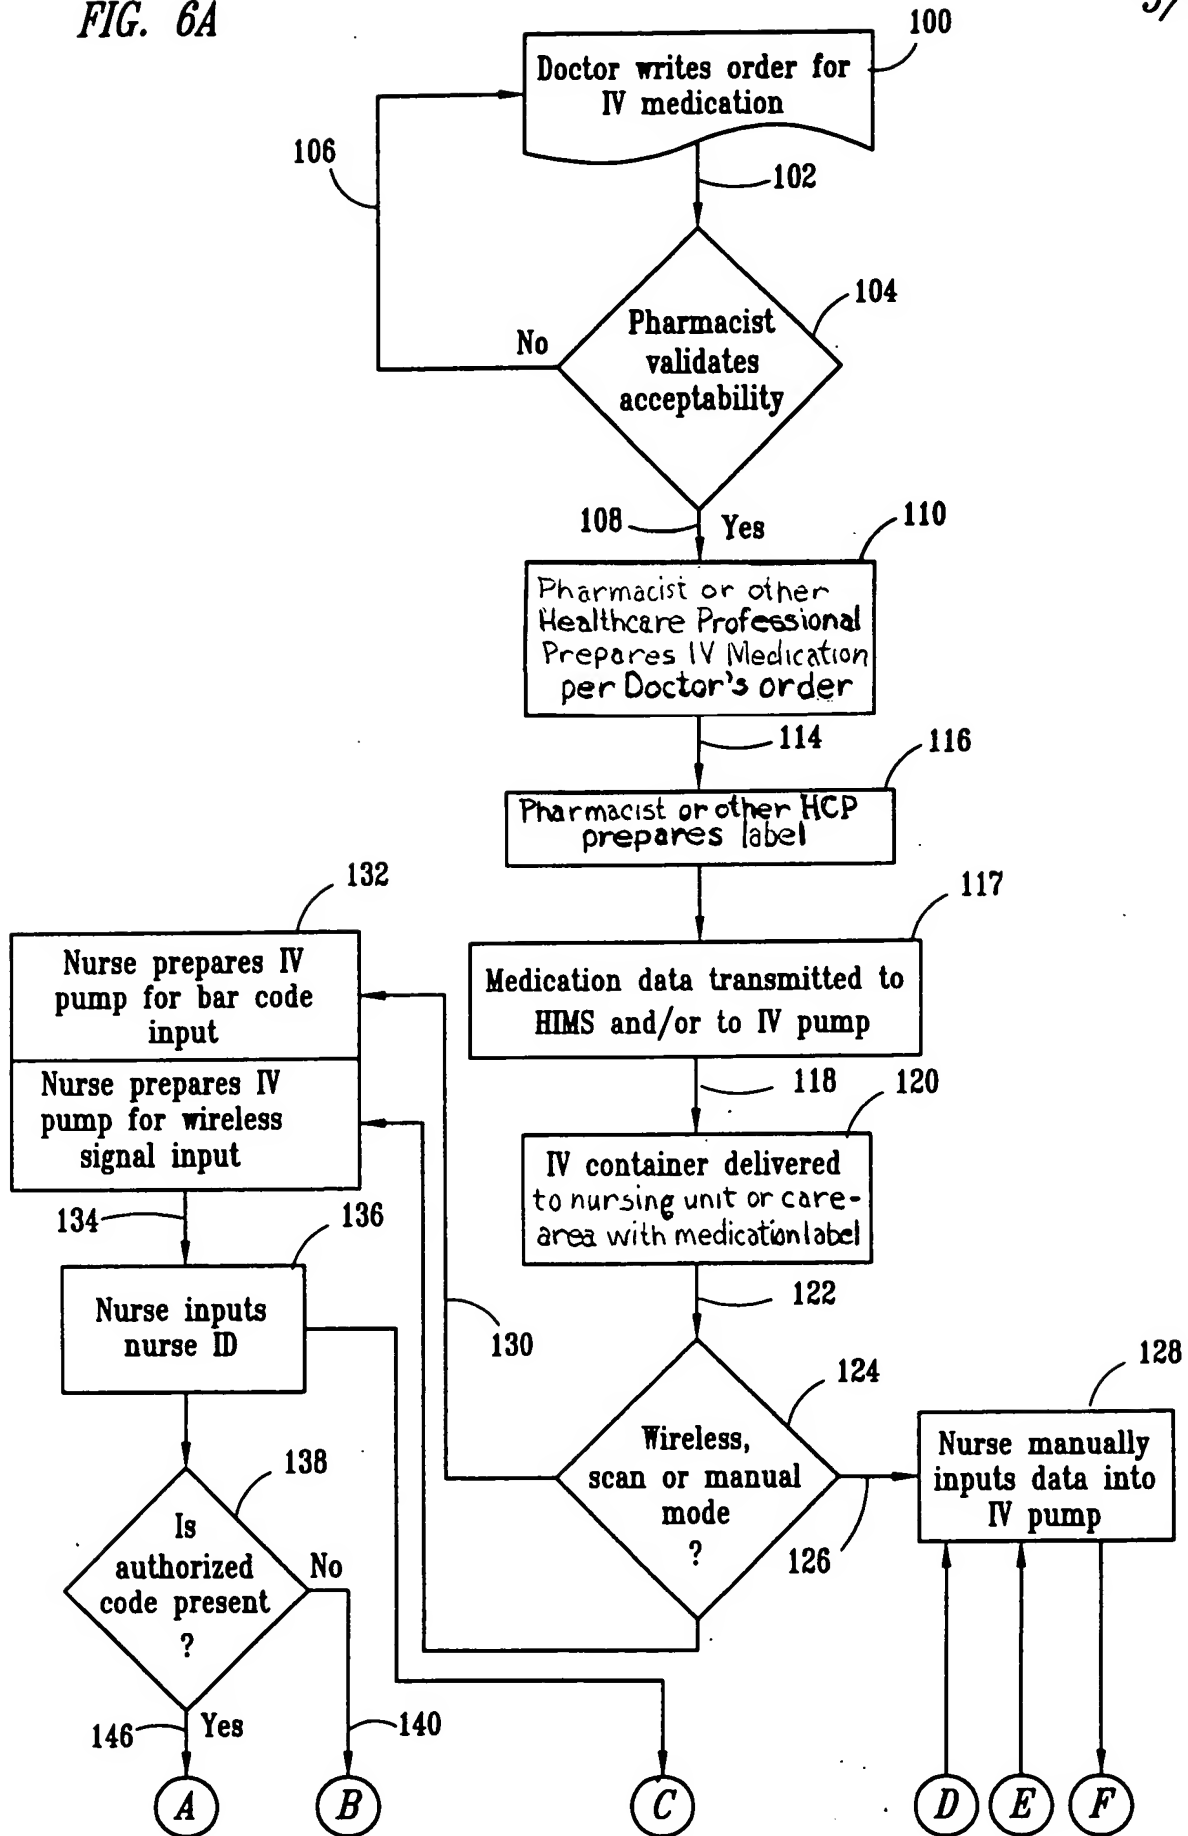 FIG. 6A
100
Doctor writes order for
IV medication
106
102
104
Pharmacist
validates
acceptability
No
108
Yes
110
Pharmacist or other
Healthcare Professional
Prepares IV Medication
per Doctor's order
114
116
Pharmacist or other HCP
prepares label
132
117
Nurse prepares IV
pump for bar code
input
Medication data transmitted to
HIMS and/or to IV pump
Nurse prepares IV
pump for wireless
signal input
118
120
IV container delivered
to nursing unit or care-
area with medication label
134
136
122
Nurse inputs
nurse ID
130
124
128
Wireless,
scan or manual
mode
?
Nurse manually
inputs data into
IV pump
126
138
Is
authorized
code present
?
No
146
Yes
140
A
B
C
D
E
F